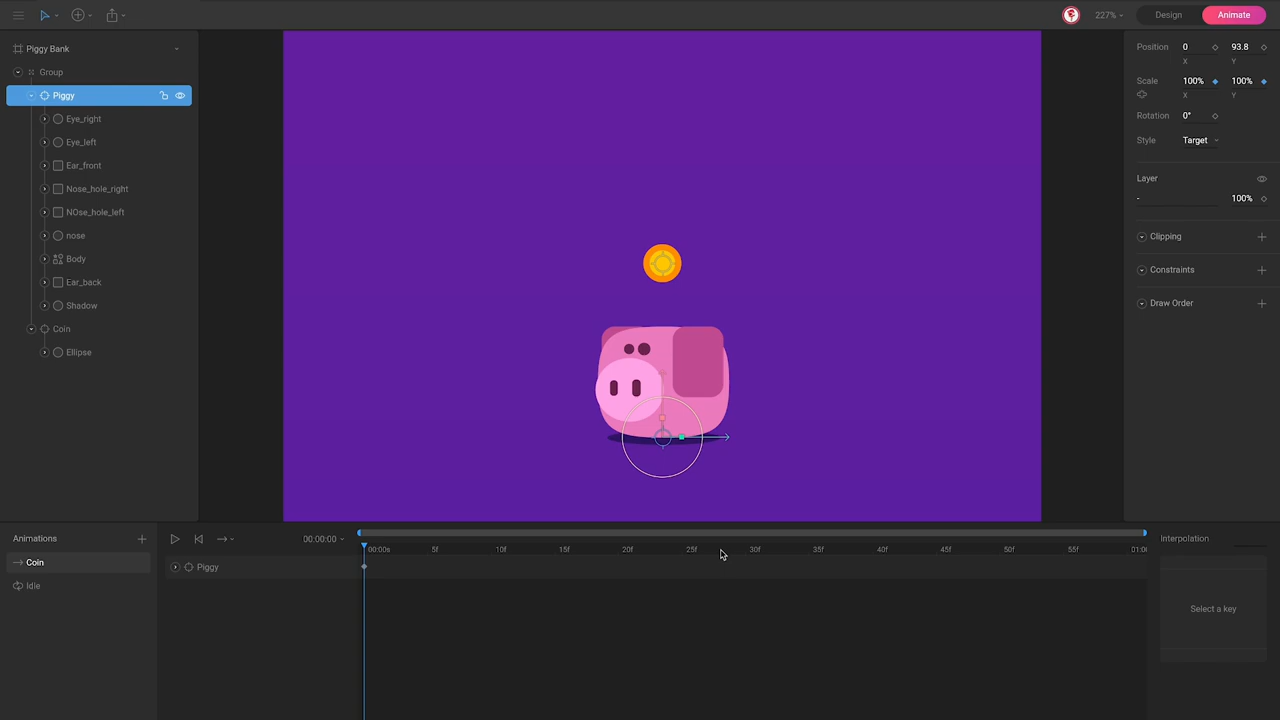 227%
Design
Animate
Piggy Bank
Group
Piggy
Eye_right
Eye_left
Ear_front
Nose_hole_right
NOse_hole_left
nose
Body
Ear_back
Shadow
Coin
Ellipse
Position 0 93.8
X Y
Scale 100% 100%
X Y
Rotation 0°
Style Target
Layer
- 100%
Clipping
Constraints
Draw Order
Animations
Coin
Idle
00:00:00
00:00s 5f 10f 15f 20f 25f 30f 35f 40f 45f 50f 55f 01:0
Piggy
Interpolation
Select a key